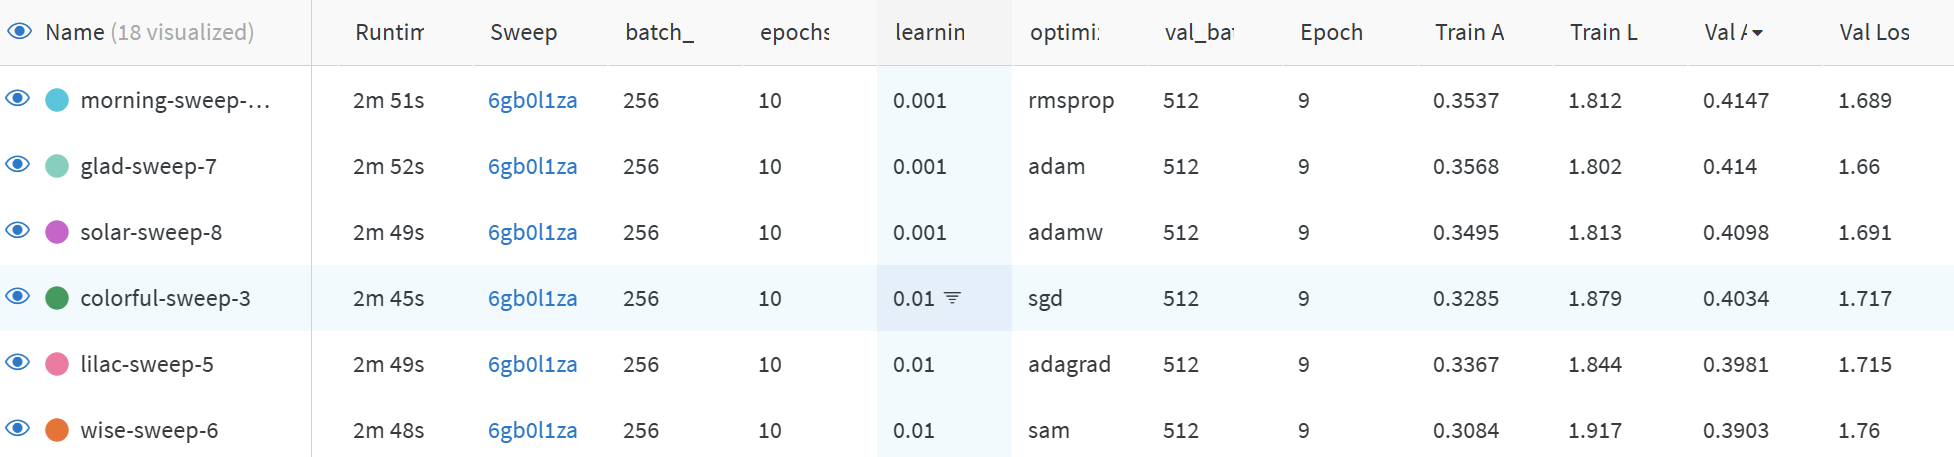 Name (18 visualized) Runtim Sweep batch_ epochs learnin optimi: val_ba Epoch Train A Train L Val A Val Los
morning-sweep-... 2m 51s 6gb0l1za 256 10 0.001 rmsprop 512 9 0.3537 1.812 0.4147 1.689
glad-sweep-7 2m 52s 6gb0l1za 256 10 0.001 adam 512 9 0.3568 1.802 0.414 1.66
solar-sweep-8 2m 49s 6gb0l1za 256 10 0.001 adamw 512 9 0.3495 1.813 0.4098 1.691
colorful-sweep-3 2m 45s 6gb0l1za 256 10 0.01 sgd 512 9 0.3285 1.879 0.4034 1.717
lilac-sweep-5 2m 49s 6gb0l1za 256 10 0.01 adagrad 512 9 0.3367 1.844 0.3981 1.715
wise-sweep-6 2m 48s 6gb0l1za 256 10 0.01 sam 512 9 0.3084 1.917 0.3903 1.76